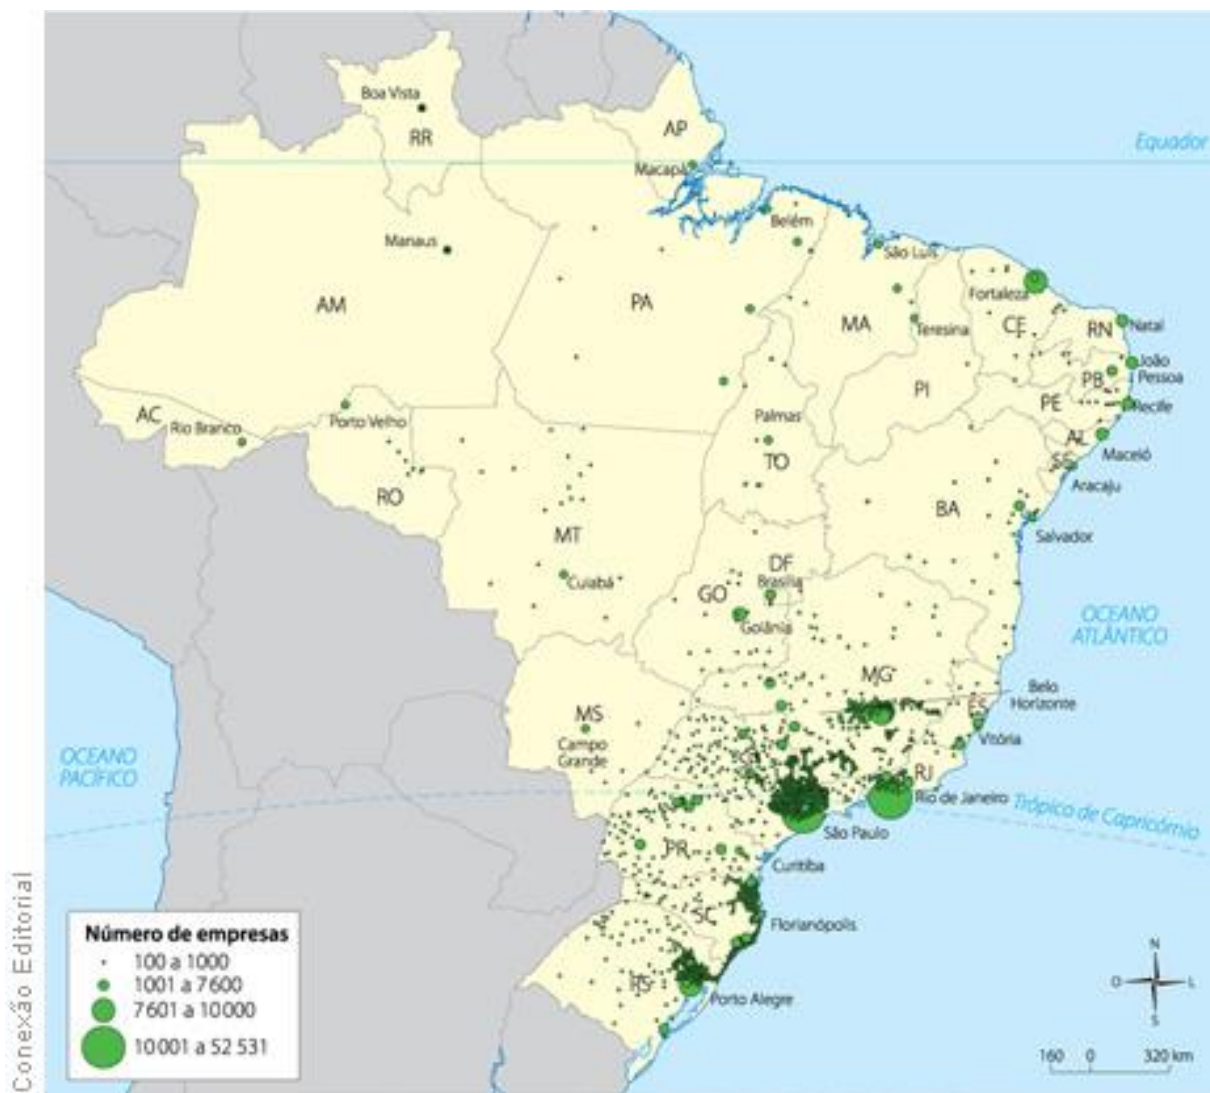 Boa Vista
RR
AP
Equador
Macapá
Belém
Manaus
São Luís
AM
PA
Fortaleza
MA
Teresina
CE
RN
Natal
João
Pessoa
PB
PI
PE
Recife
AC
Rio Branco
Porto Velho
Palmas
TO
AL
Maceió
SE
Aracaju
RO
BA
Salvador
MT
DF
Brasília
Cuiabá
GO
Goiânia
OCEANO
ATLÂNTICO
MG
Belo
Horizonte
ES
MS
Vitória
Campo
Grande
OCEANO
PACÍFICO
RJ
Rio de Janeiro
Trópico de Capricórnio
São Paulo
PR
Curitiba
SC
Florianópolis
RS
Porto Alegre
Número de empresas
100 a 1000
1001 a 7600
7601 a 10000
10001 a 52 531
N
O
L
S
160 0 320 km
Conexão Editorial